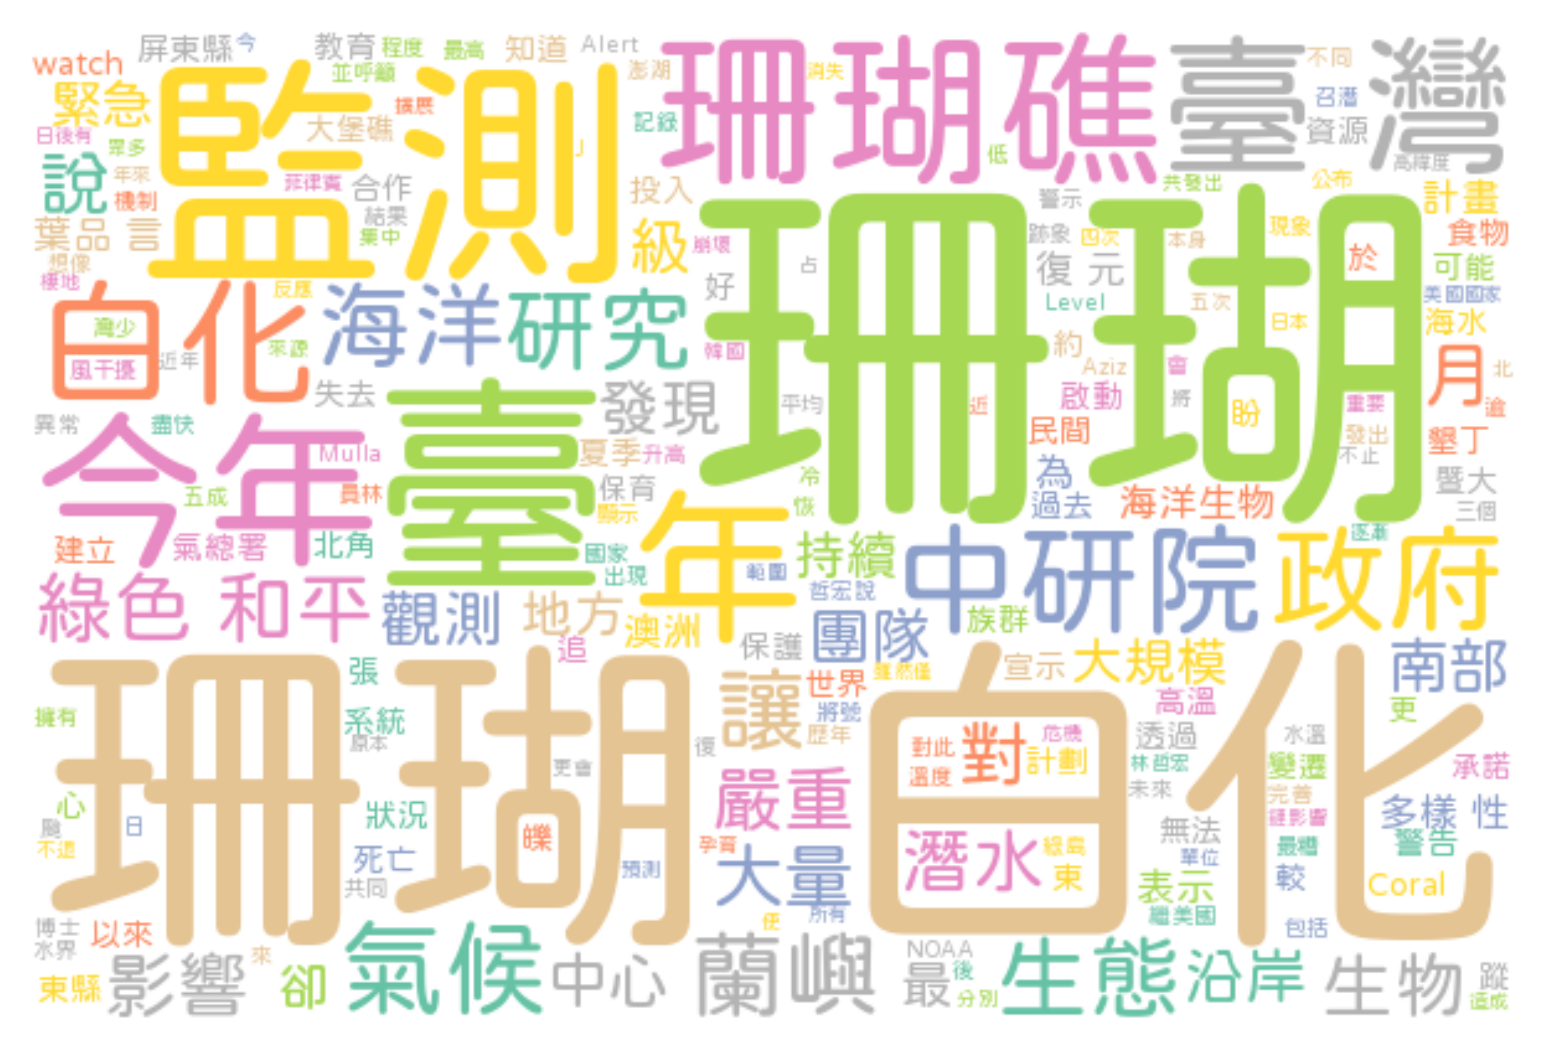 watch 屏東縣 今 教育 程度 最高 知道 Alert
緊急 監測 並呼籲 澎湖 珊瑚礁 消失 臺灣 不同
擴展 大堡礁 記錄 召潛 資源
日後有 眾多 低 高緯度
說 年來 機制 菲律賓 合作 投入 警示 共發出 公布 計畫
葉品 言 結果 集中 級 崩壞 珊瑚 跡象 四次 本身 現象 於 食物
想像 棲地 占 復 元 可能
白化 反應 海洋 研究 好 Level 五次 美國國家
灣少 來源 韓國 約 日本 海水
風干擾 近年 失去 發現 平均 近 Aziz 會 月 北
異常 盡快 臺 啟動 將 盼 重要 逾
今年 Mulla 夏季 升高 民間 發出 不止 墾丁
五成 員林 保育 冷 為 暨大
顯示 年 恢 過去 海洋生物 三個
建立 氣總署 北角 國家 持續 中研院 政府 逐漸
出現 範圍 哲宏說
綠色 和平 觀測 地方 澳洲 團隊 族群
珊瑚 追 保護 雖然僅 白化 宣示 大規模 南部
張 讓 世界 高溫 更
擁有 系統 將號 歷年 對此 對 危機 透過 水溫
原本 更會 復 溫度 計劃 林哲宏 變遷 承諾
心 狀況 嚴重 未來 完善 多樣 性
颱 日 皪 無法 鏈影響
不退 死亡 預測 孕育 潛水 綠島 單位 最糟 警告
共同 大量 東 表示 較 Coral
博士 以來 便 所有 繼美國 包括
水界 來 NOAA
東縣 影響 卻 氣候 中心 蘭嶼 最 後 生態 沿岸 生物 蹤
分別 造成